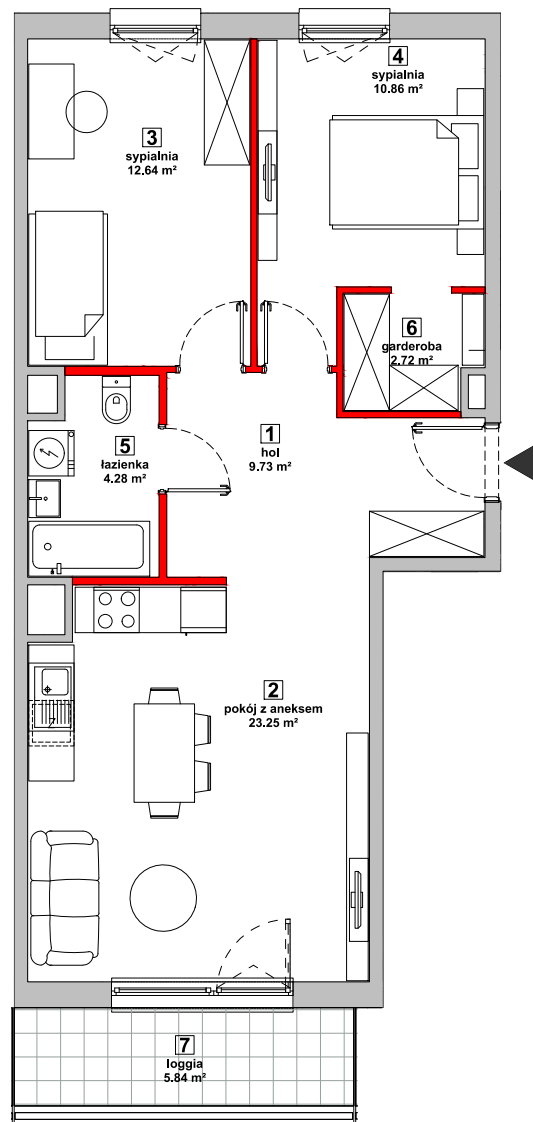 4
sypialnia
10.86 m²
3
sypialnia
12.64 m²
6
garderoba
2.72 m²
1
hol
9.73 m²
5
łazienka
4.28 m²
2
pokój z aneksem
23.25 m²
7
loggia
5.84 m²